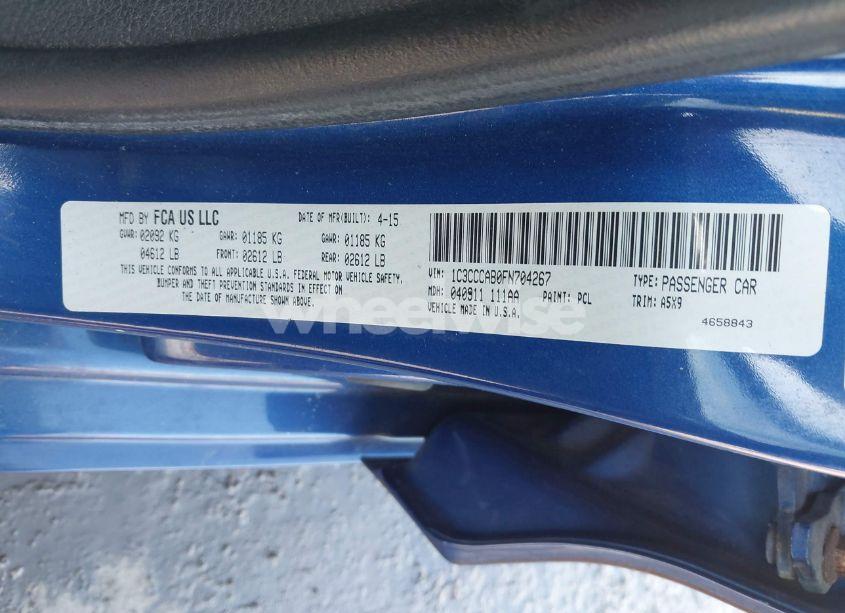 MFD BY FCA US LLC DATE OF MFR(BUILT): 4-15
GVWR: 02092 KG GAWR: 01185 KG GAWR: 01185 KG
04612 LB FRONT: 02612 LB REAR: 02612 LB
THIS VEHICLE CONFORMS TO ALL APPLICABLE U.S.A. FEDERAL MOTOR VEHICLE SAFETY,
BUMPER AND THEFT PREVENTION STANDARDS IN EFFECT ON
THE DATE OF MANUFACTURE SHOWN ABOVE.
VIN: 1C3CCCAB0FN704267 TYPE: PASSENGER CAR
MDH: 040911 111AA PAINT: PCL TRIM: A5X9
VEHICLE MADE IN U.S.A. 4658843
wheelwise